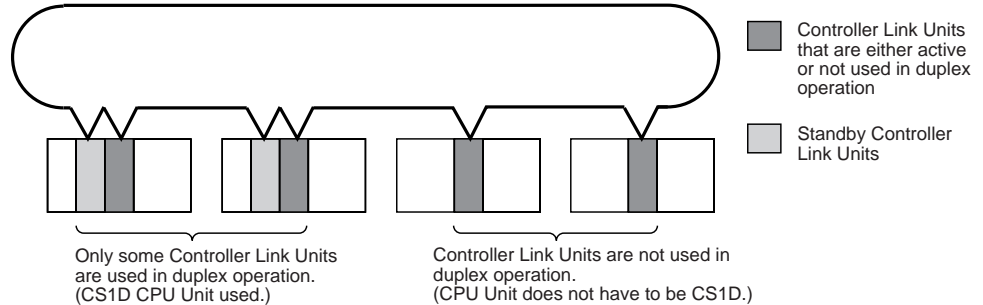 Controller Link Units
that are either active
or not used in duplex
operation
Standby Controller
Link Units
Only some Controller Link Units
are used in duplex operation.
(CS1D CPU Unit used.)
Controller Link Units are not used in
duplex operation.
(CPU Unit does not have to be CS1D.)